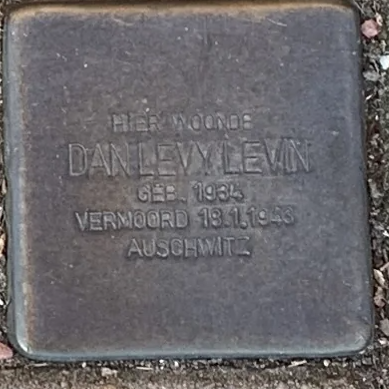 HIER WOONDE
DAN LEVY LEVIN
GEB. 1934
VERMOORD 18.1.1943
AUSCHWITZ